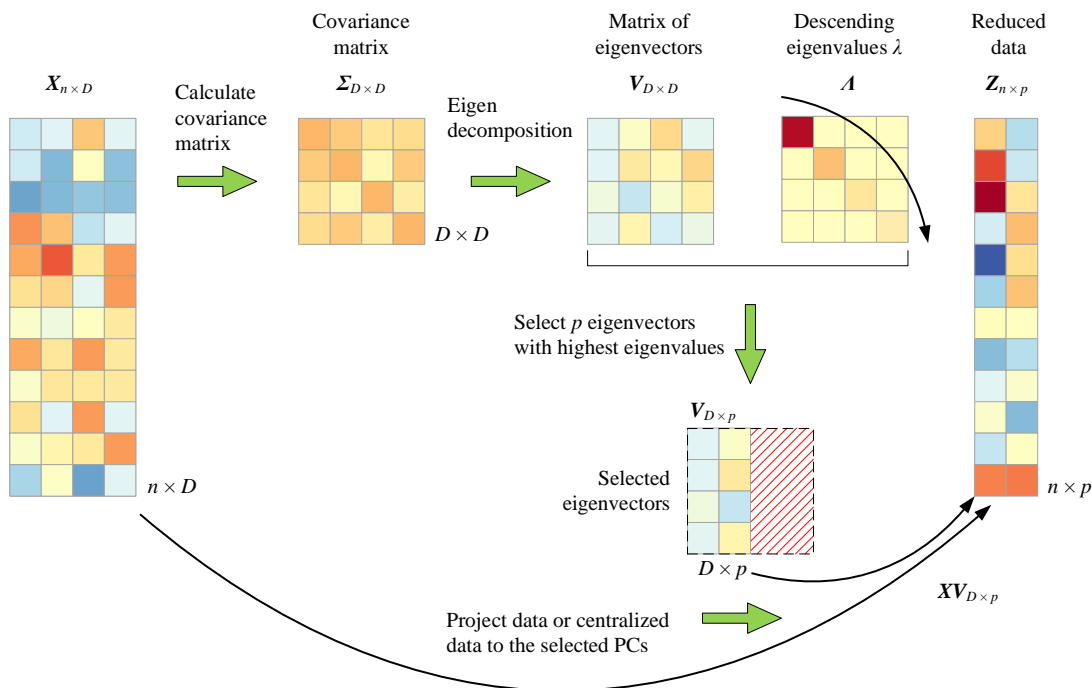 Covariance
matrix
Matrix of
eigenvectors
Descending
eigenvalues λ
Reduced
data
X n × D
Σ D × D
V D × D
Λ
Z n × p
Calculate
covariance
matrix
Eigen
decomposition
D × D
Select p eigenvectors
with highest eigenvalues
V D × p
Selected
eigenvectors
n × D
n × p
D × p
XV D × p
Project data or centralized
data to the selected PCs